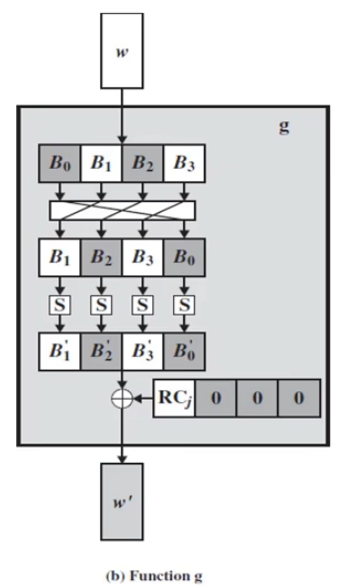 w
g
B0 B1 B2 B3
B1 B2 B3 B0
S S S S
B'1 B'2 B'3 B'0
RCj 0 0 0
w'
(b) Function g